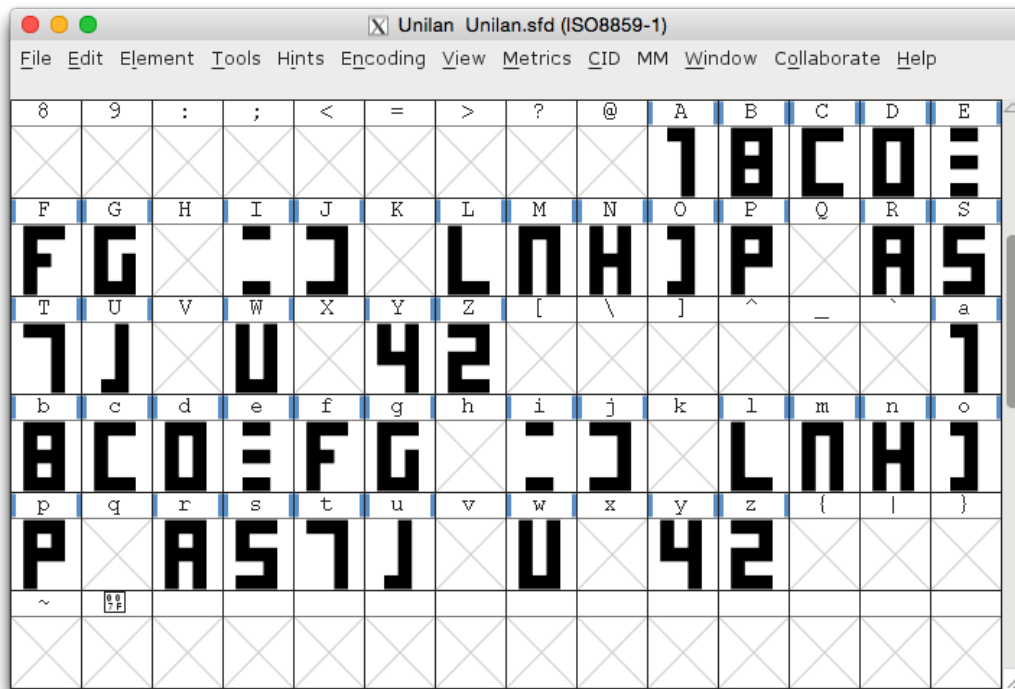 Unilan Unilan.sfd (ISO8859-1)
File Edit Element Tools Hints Encoding View Metrics CID MM Window Collaborate Help
8 9 : ; < = > ? @ A B C D E
F G H I J K L M N O P Q R S
T U V W X Y Z [ \ ] ^ _ ` a
b c d e f g h i j k l m n o
p q r s t u v w x y z { | }
~ 007F